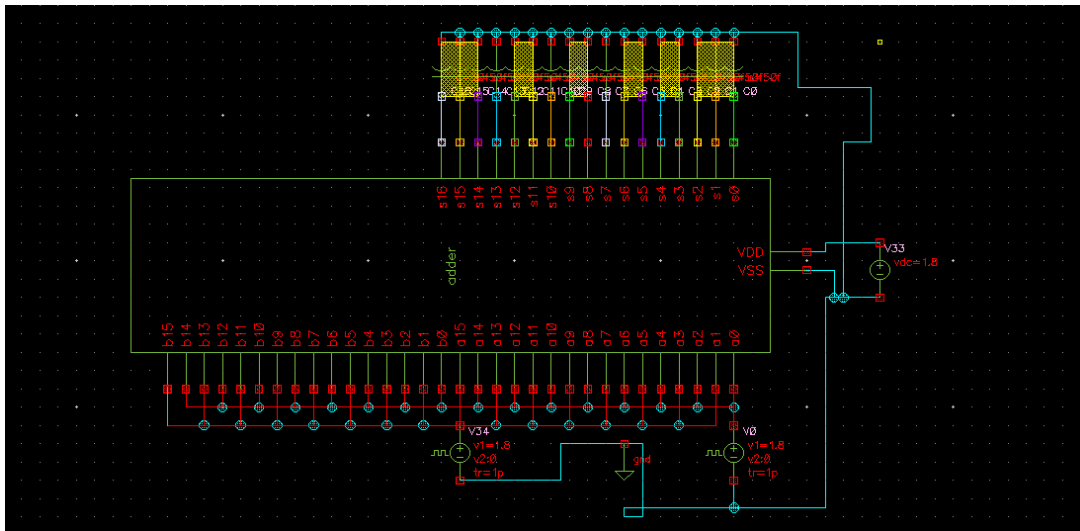 50f50f
C0
s16 s15 s14 s13 s12 s11 s10 s9 s8 s7 s6 s5 s4 s3 s2 s1 s0
adder
VDD
VSS
V33
vdc=1.8
b15 b14 b13 b12 b11 b10 b9 b8 b7 b6 b5 b4 b3 b2 b1 b0 a15 a14 a13 a12 a11 a10 a9 a8 a7 a6 a5 a4 a3 a2 a1 a0
V34
v1=1.8
v2:0
tr=1p
gnd
V0
v1=1.8
v2:0
tr=1p